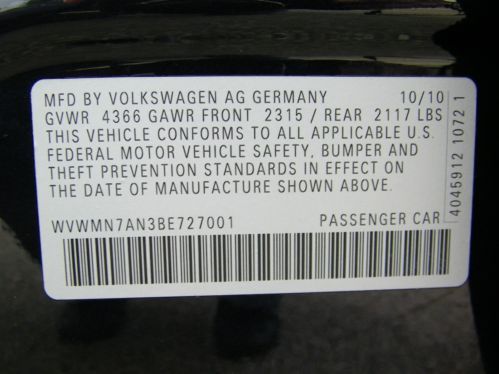 MFD BY VOLKSWAGEN AG GERMANY 10/10
GVWR 4366 GAWR FRONT 2315 / REAR 2117 LBS
THIS VEHICLE CONFORMS TO ALL APPLICABLE U.S.
FEDERAL MOTOR VEHICLE SAFETY, BUMPER AND
THEFT PREVENTION STANDARDS IN EFFECT ON
THE DATE OF MANUFACTURE SHOWN ABOVE.
WVWMN7AN3BE727001 PASSENGER CAR
4045912 1072 1